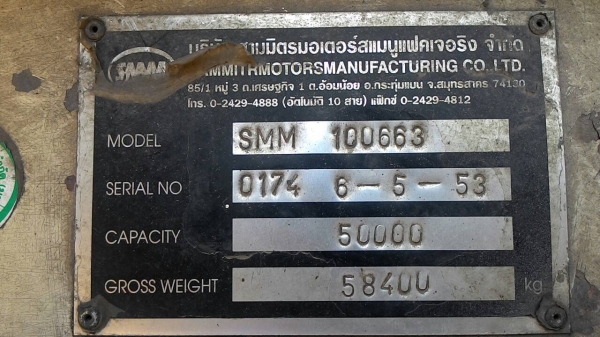 SMMM
บริษัท สามมิตรมอเตอร์สแมนูแฟคเจอริง จำกัด
SAMMITRMOTORSMANUFACTURING CO.,LTD.
85/1 หมู่ 3 ถ.เศรษฐกิจ 1 ต.อ้อมน้อย อ.กระทุ่มแบน จ.สมุทรสาคร 74130
โทร. 0-2429-4888 (อัตโนมัติ 10 สาย) แฟ็กซ์ 0-2429-4812
MODEL SMM 100663
SERIAL NO 0174 6-5-53
CAPACITY 50000
GROSS WEIGHT 58400 kg